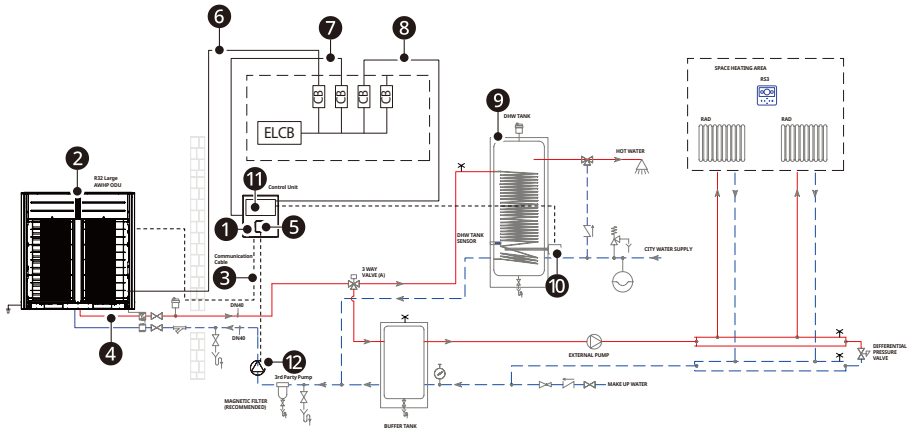 6
7
8
CB
CB
CB
CB
ELCB
SPACE HEATING AREA
RS3
RAD
RAD
9
DHW TANK
HOT WATER
2
R32 Large
AWHP ODU
11
Control Unit
1
5
DHW TANK
SENSOR
10
CITY WATER SUPPLY
Communication
Cable
3
3 WAY
VALVE (A)
DN40
DN40
4
12
3rd Party Pump
MAGNETIC FILTER
(RECOMMENDED)
BUFFER TANK
EXTERNAL PUMP
MAKE UP WATER
DIFFERENTIAL
PRESSURE
VALVE